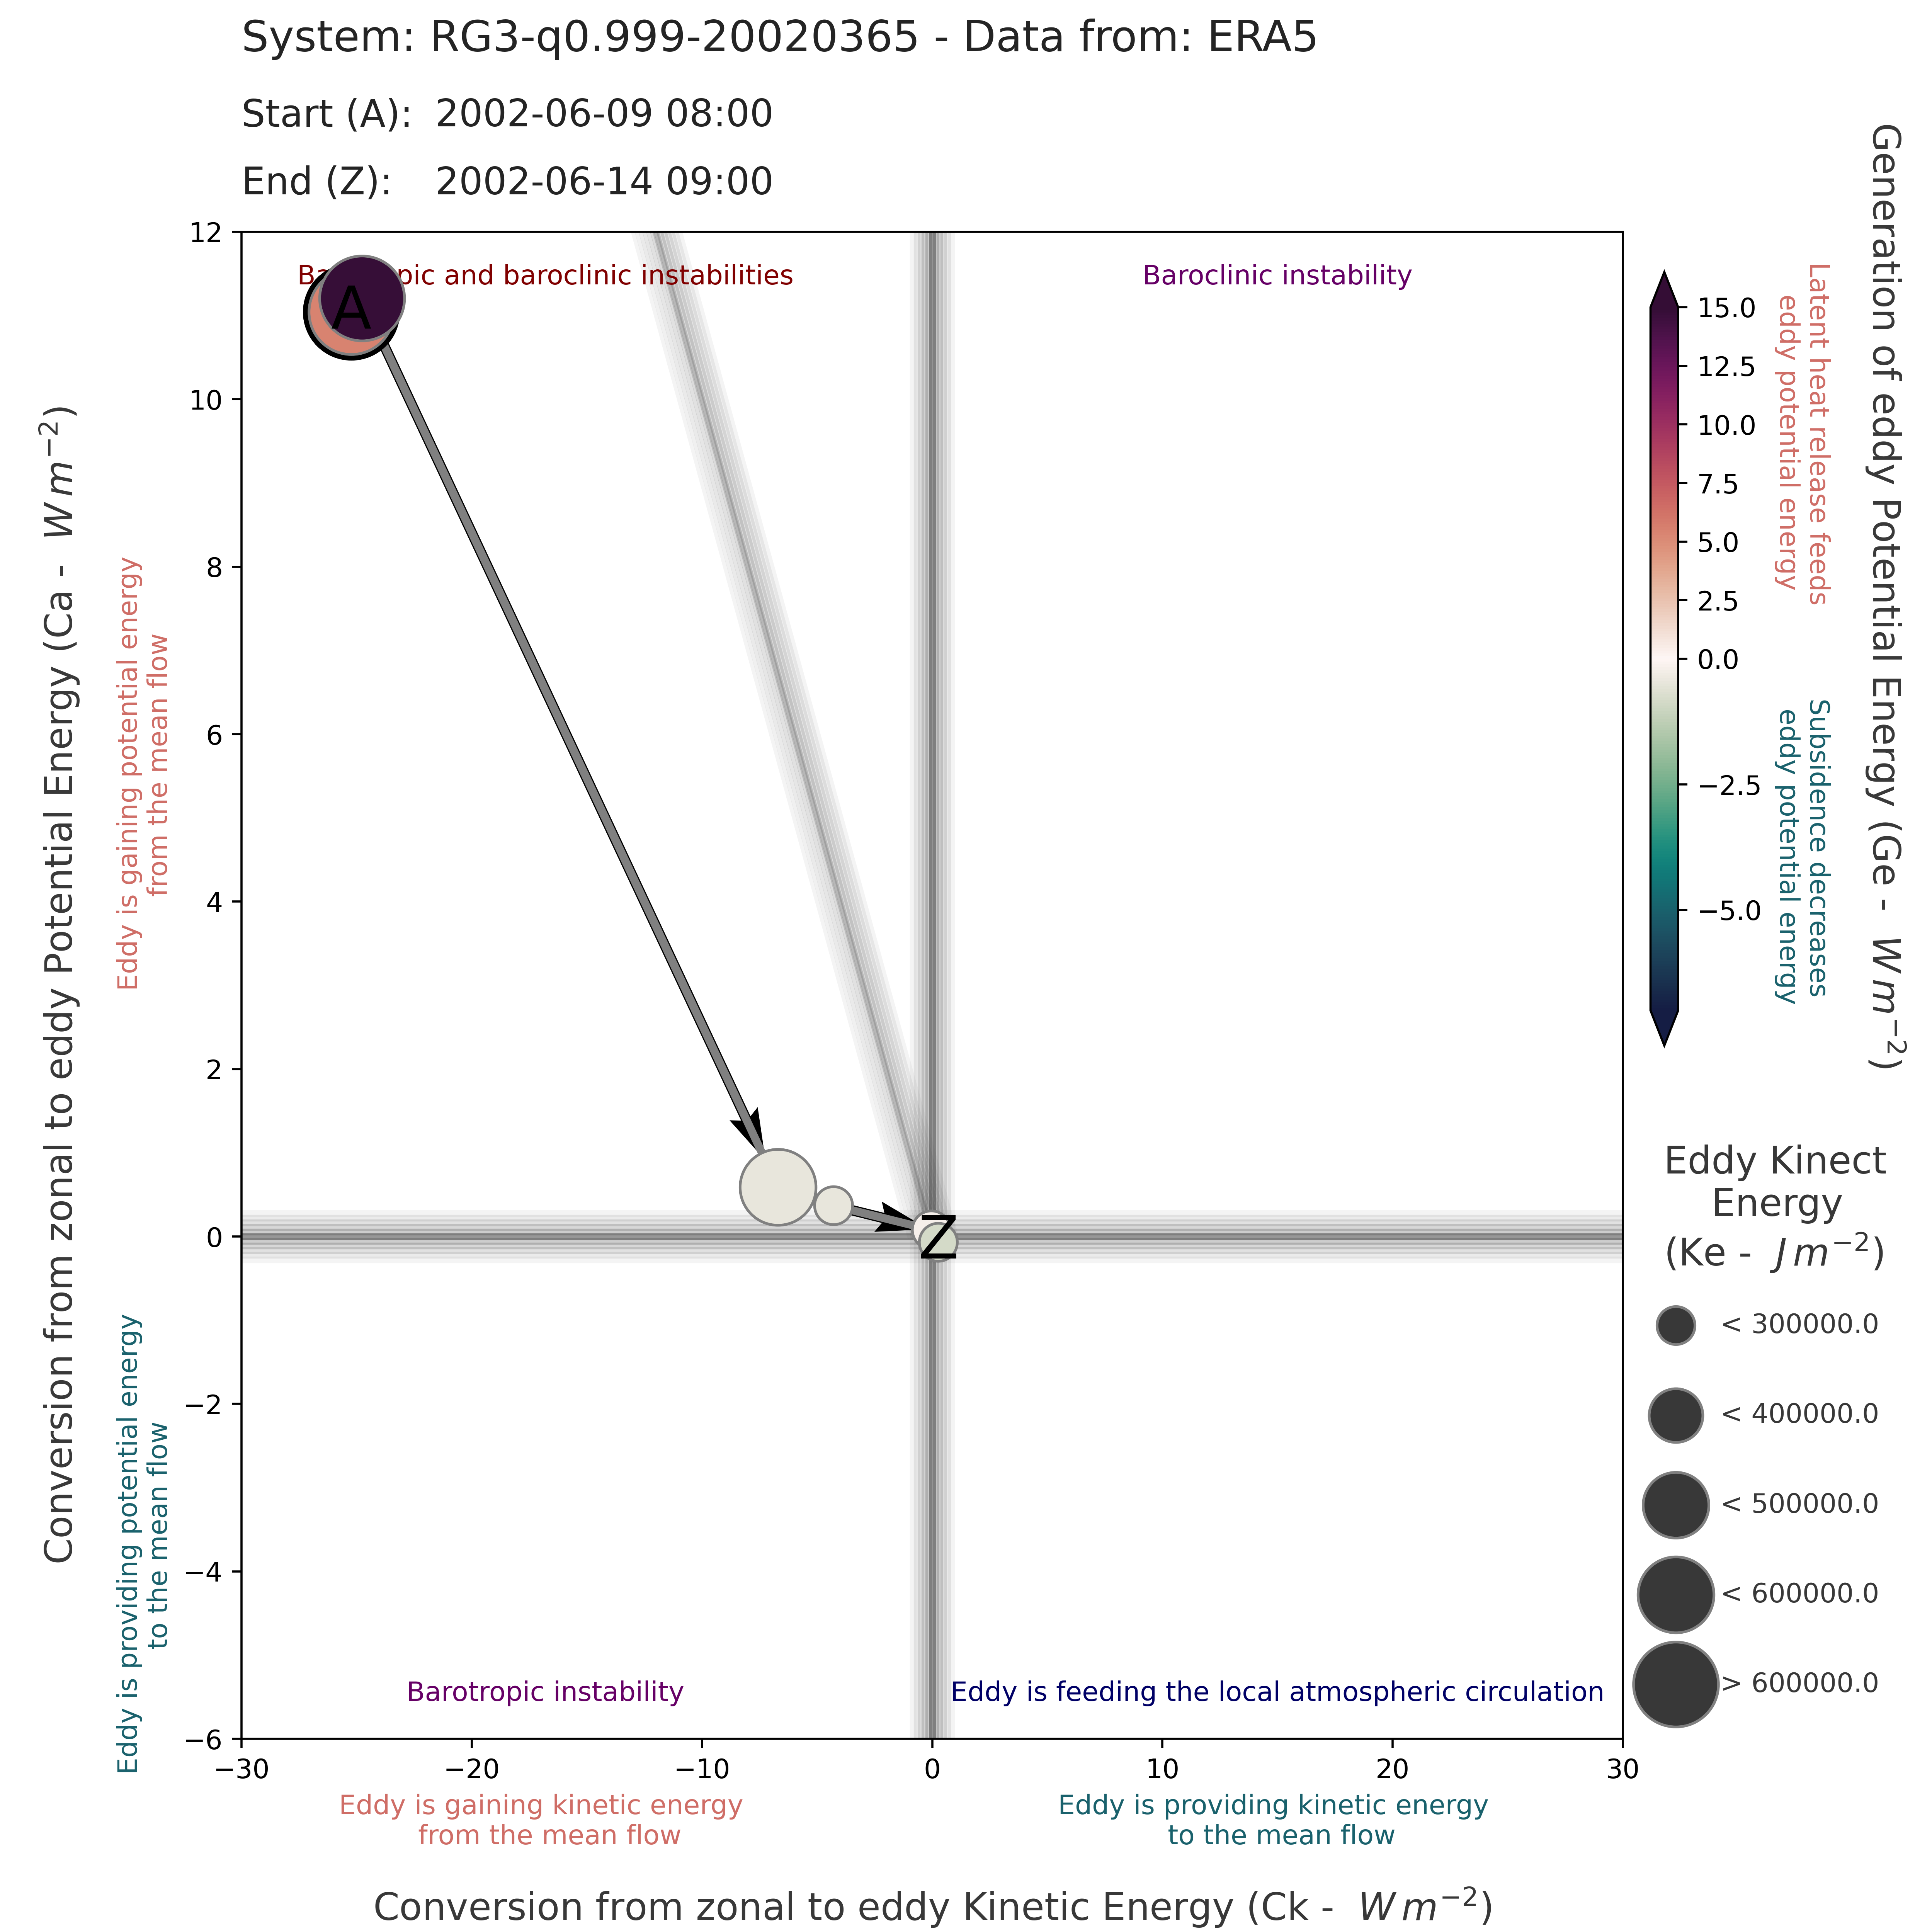 System: RG3-q0.999-20020365 - Data from: ERA5
Start (A): 2002-06-09 08:00
End (Z): 2002-06-14 09:00
Conversion from zonal to eddy Potential Energy (Ca - W m⁻²)
Eddy is gaining potential energy
from the mean flow
Eddy is providing potential energy
to the mean flow
12
10
8
6
4
2
0
−2
−4
−6
pic and baroclinic instabilities
Baroclinic instability
A
Z
Barotropic instability
Eddy is feeding the local atmospheric circulation
−30
−20
−10
0
10
20
30
Eddy is gaining kinetic energy
from the mean flow
Eddy is providing kinetic energy
to the mean flow
Conversion from zonal to eddy Kinetic Energy (Ck - W m⁻²)
15.0
12.5
10.0
7.5
5.0
2.5
0.0
−2.5
−5.0
Latent heat release feeds
eddy potential energy
Subsidence decreases
eddy potential energy
Generation of eddy Potential Energy (Ge - W m⁻²)
Eddy Kinect
Energy
(Ke - J m⁻²)
< 300000.0
< 400000.0
< 500000.0
< 600000.0
> 600000.0